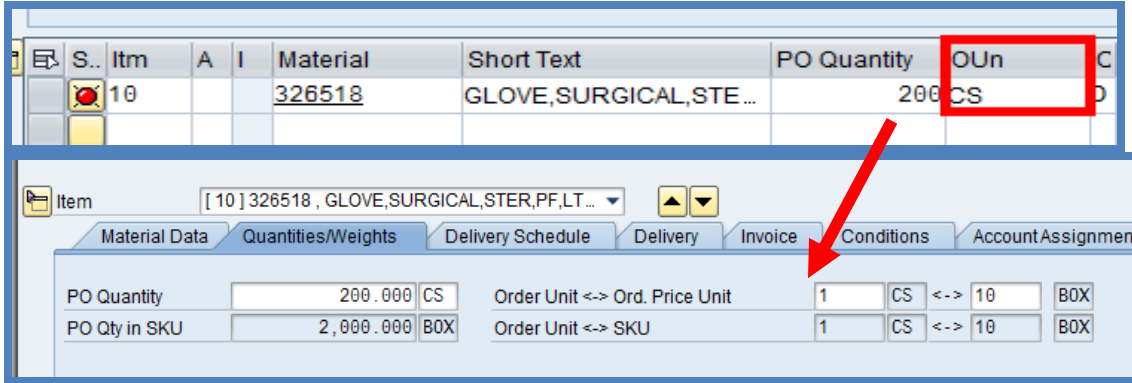 S.. Itm A I Material Short Text PO Quantity OUn C
10 326518 GLOVE,SURGICAL,STE... 200 CS D
Item [ 10 ] 326518 , GLOVE,SURGICAL,STER,PF,LT...
Material Data Quantities/Weights Delivery Schedule Delivery Invoice Conditions Account Assignmen
PO Quantity 200.000 CS Order Unit <-> Ord. Price Unit 1 CS <-> 10 BOX
PO Qty in SKU 2,000.000 BOX Order Unit <-> SKU 1 CS <-> 10 BOX